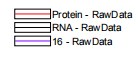 Protein - RawData
RNA - RawData
16 - RawData